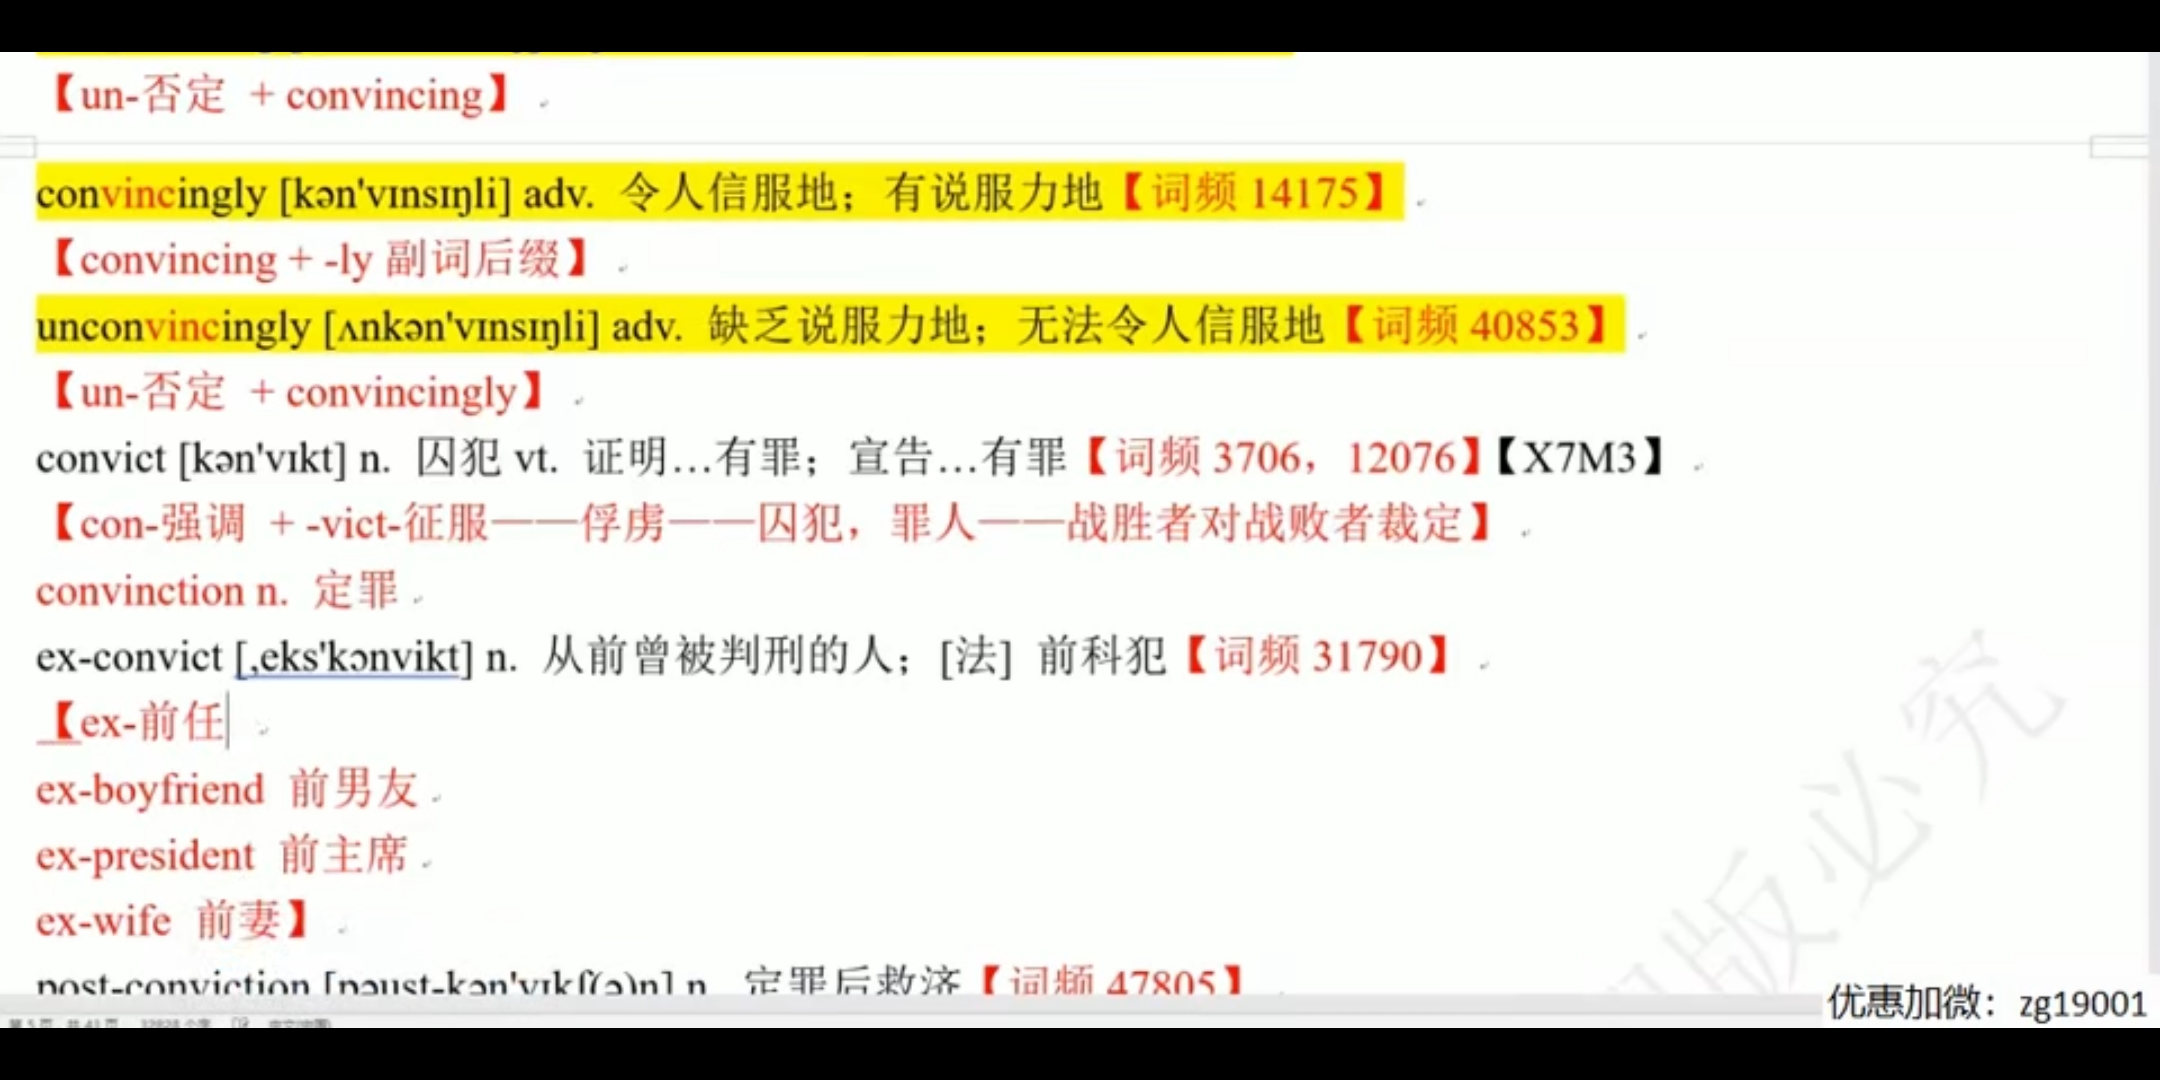 【un-否定 + convincing】
convincingly [kən'vɪnsɪŋli] adv. 令人信服地；有说服力地【词频 14175】
【convincing + -ly 副词后缀】
unconvincingly [ʌnkən'vɪnsɪŋli] adv. 缺乏说服力地；无法令人信服地【词频 40853】
【un-否定 + convincingly】
convict [kən'vɪkt] n. 囚犯 vt. 证明…有罪；宣告…有罪【词频 3706，12076】【X7M3】
【con-强调 + -vict-征服——俘虏——囚犯，罪人——战胜者对战败者裁定】
convinction n. 定罪
ex-convict [,eks'kɔnvikt] n. 从前曾被判刑的人；[法] 前科犯【词频 31790】
【ex-前任
ex-boyfriend 前男友
ex-president 前主席
ex-wife 前妻】
post-conviction [pəust-kən'vɪkʃ(ə)n] n. 定罪后救济【词频 47805】
版必究
优惠加微：zg19001